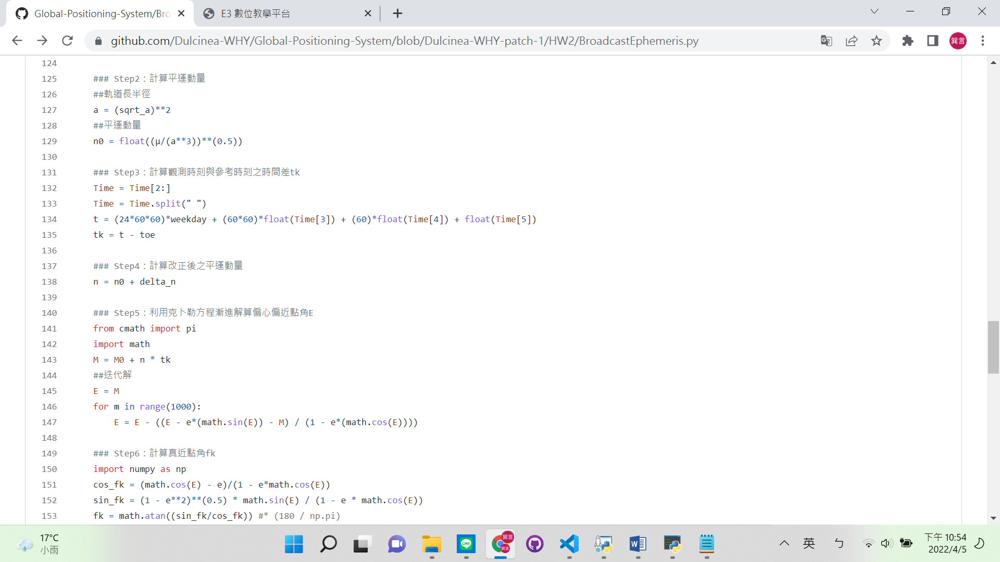 Global-Positioning-System/Bro
E3 數位教學平台
github.com/Dulcinea-WHY/Global-Positioning-System/blob/Dulcinea-WHY-patch-1/HW2/BroadcastEphemeris.py
巽言
124
125 ### Step2：計算平運動量
126 ##軌道長半徑
127 a = (sqrt_a)**2
128 ##平運動量
129 n0 = float((μ/(a**3))**(0.5))
130
131 ### Step3：計算觀測時刻與參考時刻之時間差tk
132 Time = Time[2:]
133 Time = Time.split(" ")
134 t = (24*60*60)*weekday + (60*60)*float(Time[3]) + (60)*float(Time[4]) + float(Time[5])
135 tk = t - toe
136
137 ### Step4：計算改正後之平運動量
138 n = n0 + delta_n
139
140 ### Step5：利用克卜勒方程漸進解算偏心偏近點角E
141 from cmath import pi
142 import math
143 M = M0 + n * tk
144 ##迭代解
145 E = M
146 for m in range(1000):
147 E = E - ((E - e*(math.sin(E)) - M) / (1 - e*(math.cos(E))))
148
149 ### Step6：計算真近點角fk
150 import numpy as np
151 cos_fk = (math.cos(E) - e)/(1 - e*math.cos(E))
152 sin_fk = (1 - e**2)**(0.5) * math.sin(E) / (1 - e * math.cos(E))
153 fk = math.atan((sin_fk/cos_fk)) #* (180 / np.pi)
17°C
小雨
LINE
巽言
巽言
W
英
ㄅ
下午 10:54
2022/4/5